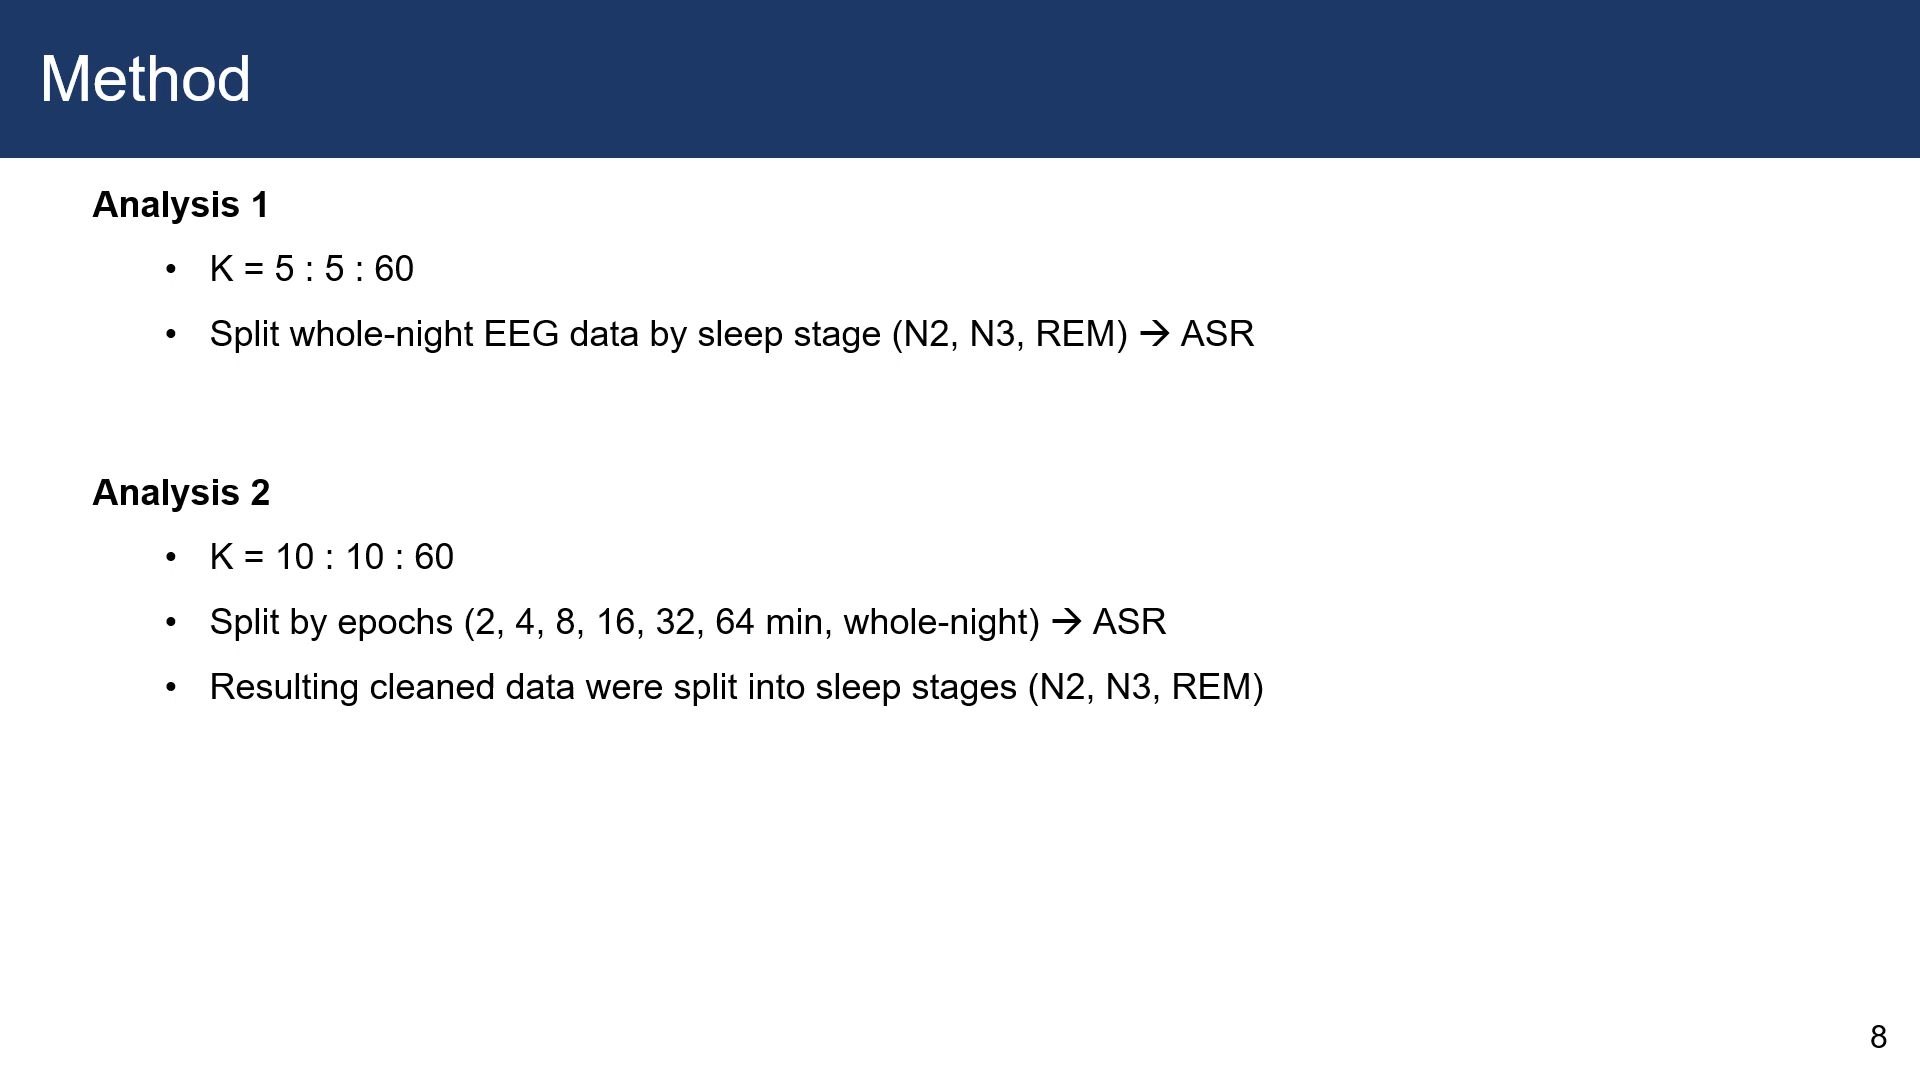 Method
Analysis 1
• K = 5 : 5 : 60
• Split whole-night EEG data by sleep stage (N2, N3, REM) → ASR
Analysis 2
• K = 10 : 10 : 60
• Split by epochs (2, 4, 8, 16, 32, 64 min, whole-night) → ASR
• Resulting cleaned data were split into sleep stages (N2, N3, REM)
8